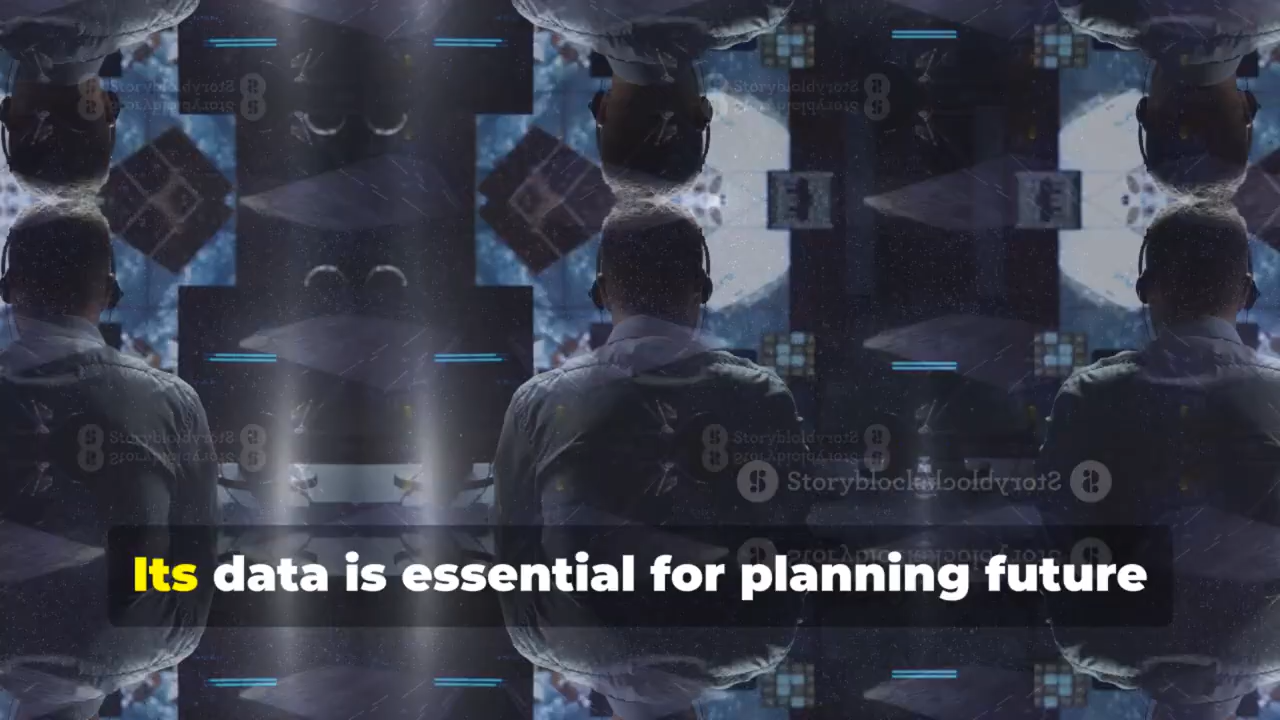 Storyblocks
Its data is essential for planning future